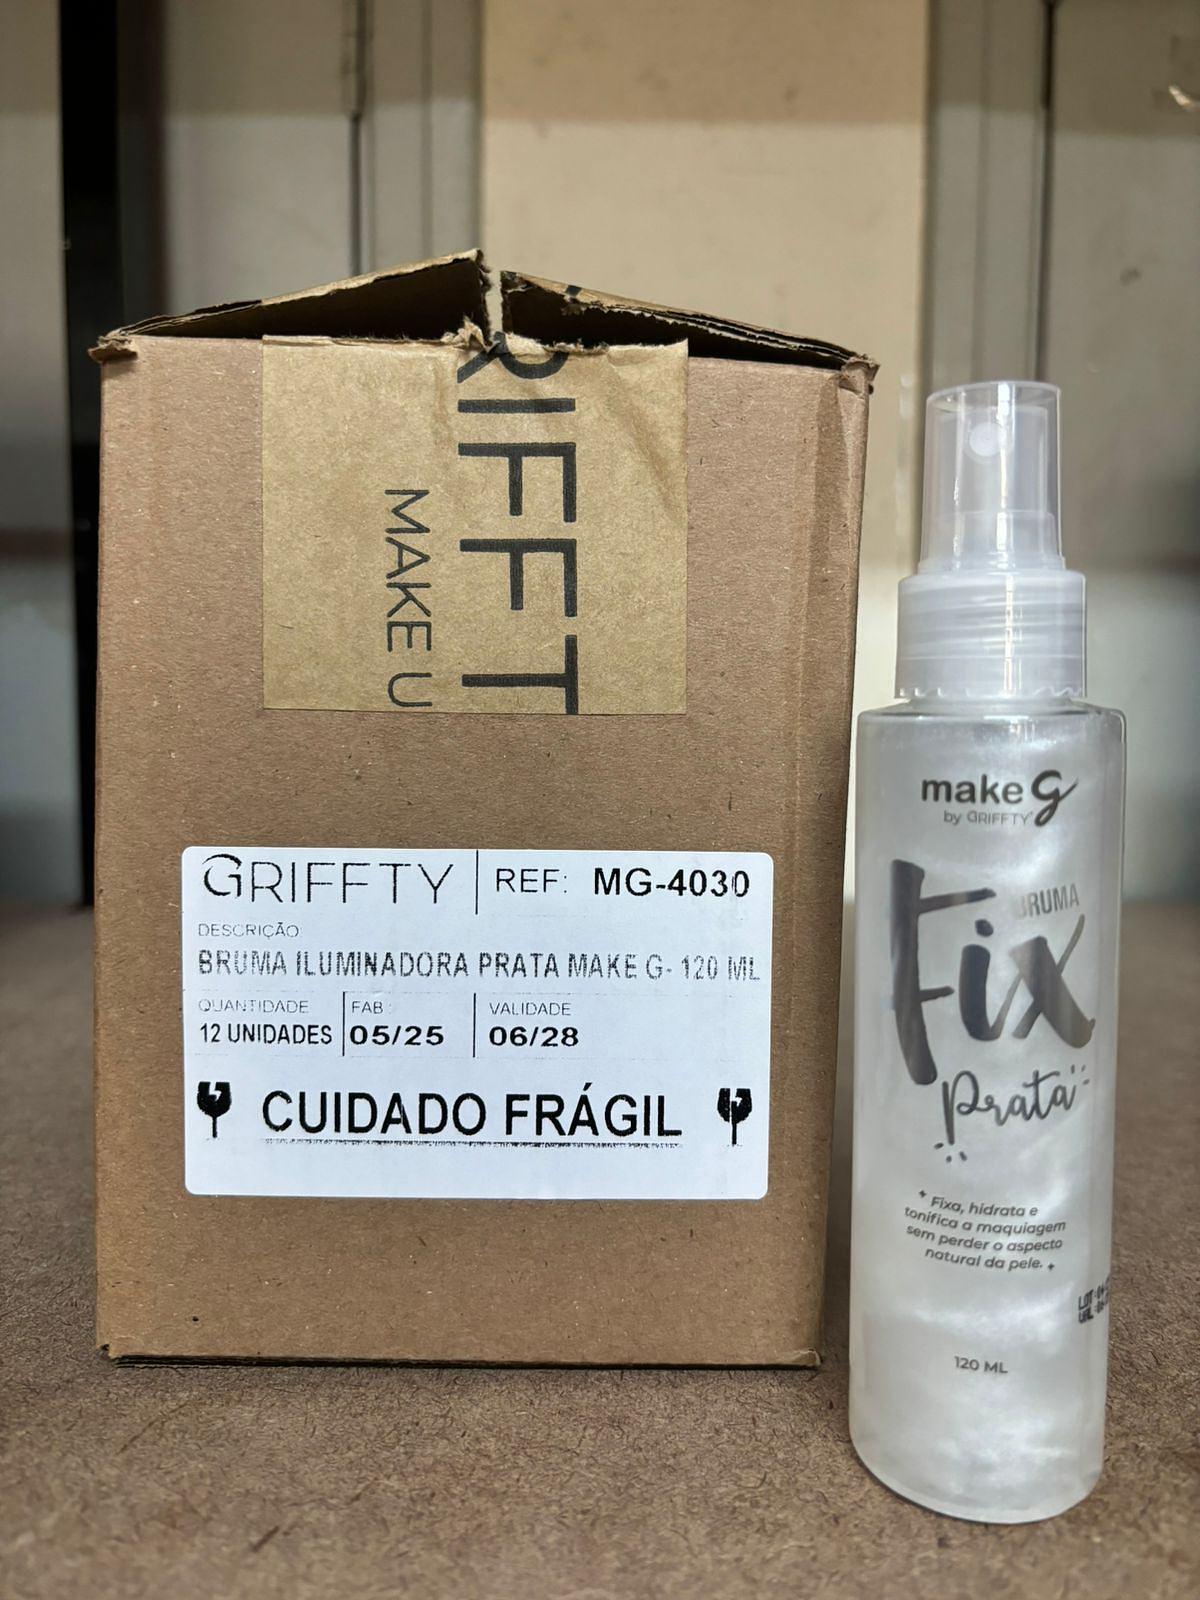 RIFFT
MAKE U
GRIFFTY
REF: MG-4030
DESCRIÇÃO:
BRUMA ILUMINADORA PRATA MAKE G- 120 ML
QUANTIDADE
12 UNIDADES
FAB:
05/25
VALIDADE
06/28
CUIDADO FRÁGIL
make G
by GRIFFTY
BRUMA
Fix
Prata
Fixa, hidrata e
tonifica a maquiagem
sem perder o aspecto
natural da pele.
LOT:
VAL:
120 ML